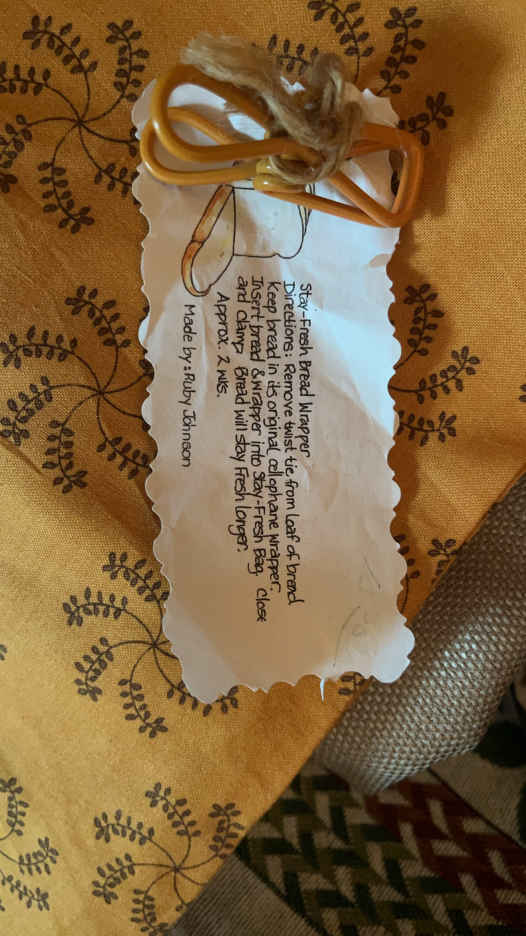 Stay-Fresh Bread Wrapper
Directions: Remove twist tie from loaf of bread
Keep bread in its original cellophane wrapper.
Insert bread & wrapper into Stay-Fresh Bag. Close
and clamp. Bread will stay fresh longer.
Approx. 2 wks.
Made by: Ruby Johnson